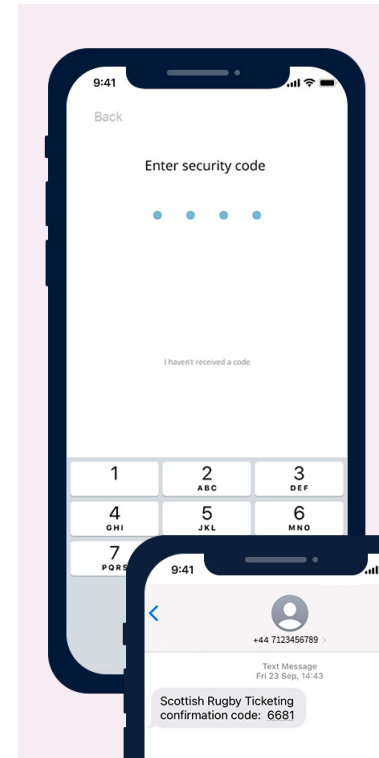 9:41
Back
Enter security code
I haven't received a code
1
2
ABC
3
DEF
4
GHI
5
JKL
6
MNO
7
PQRS
9:41
+44 7123456789
Text Message
Fri 23 Sep, 14:43
Scottish Rugby Ticketing
confirmation code: 6681